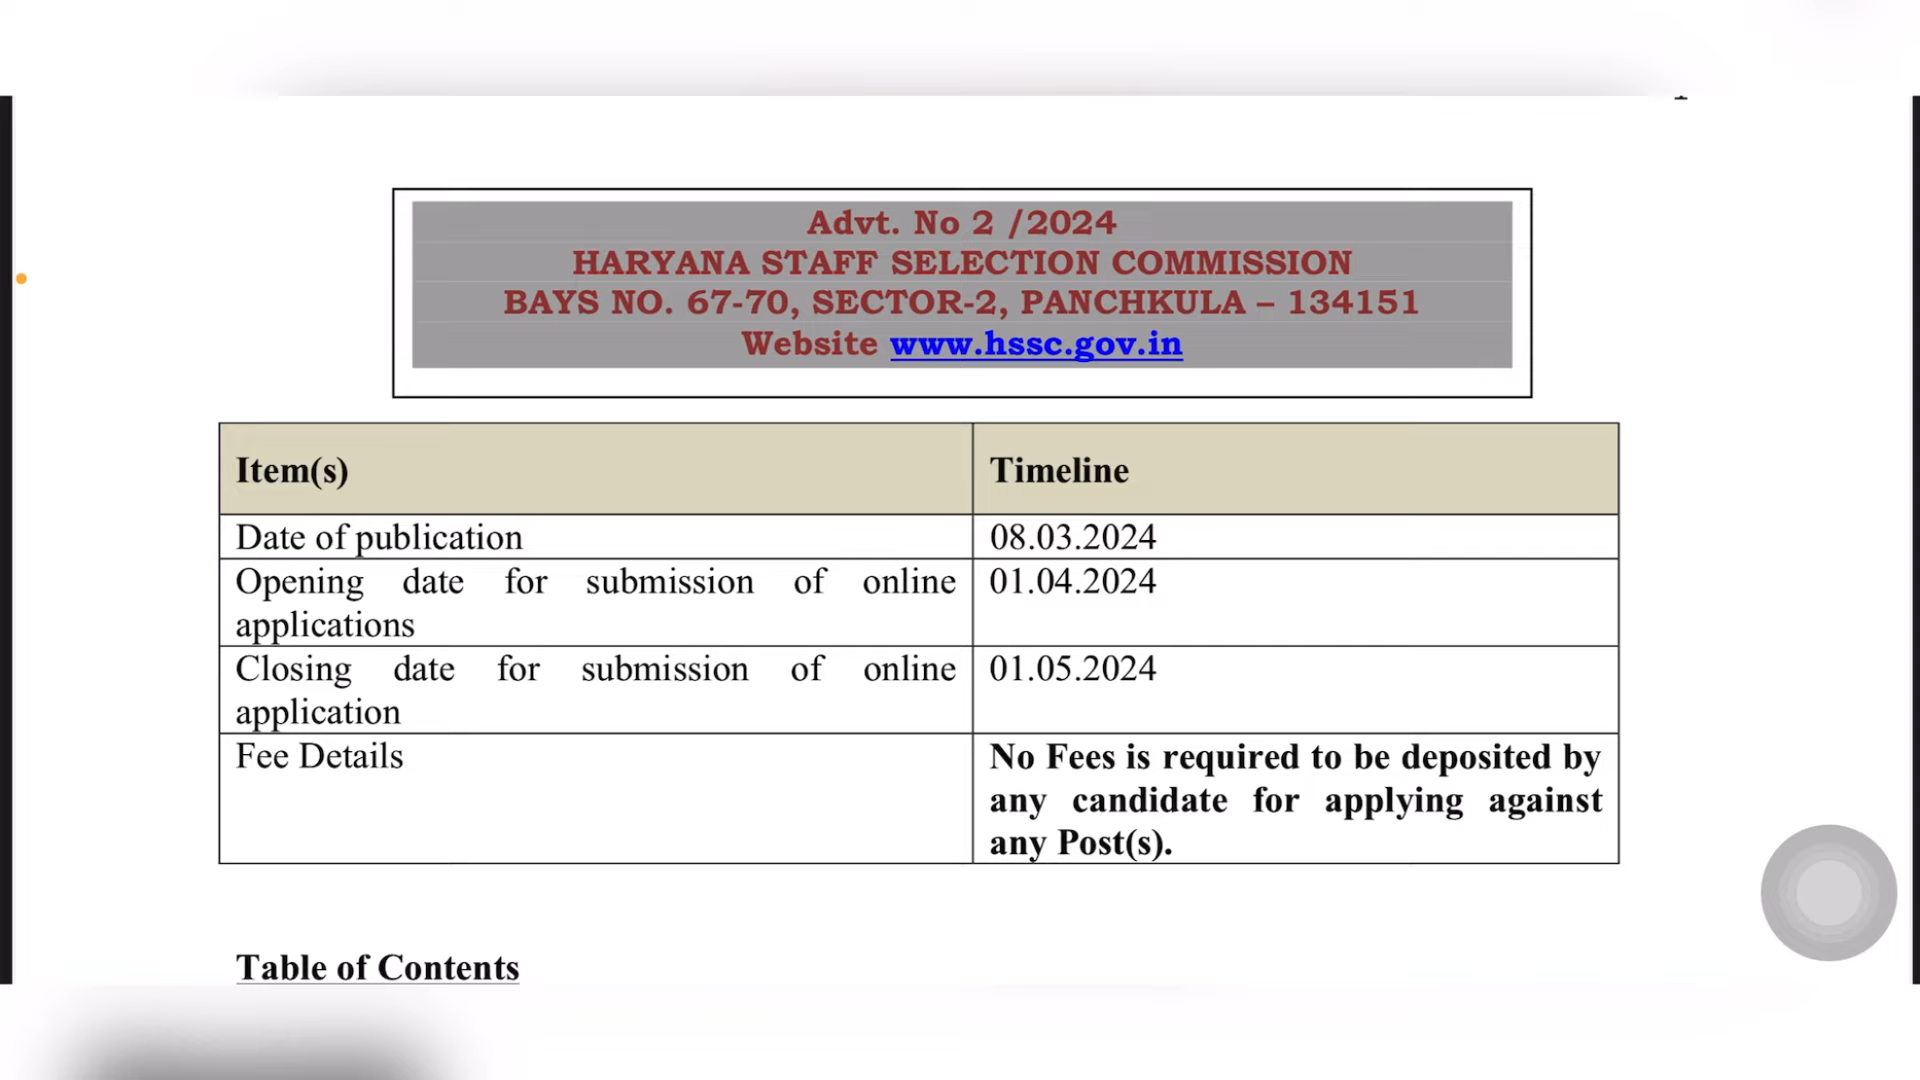 Advt. No 2 /2024
HARYANA STAFF SELECTION COMMISSION
BAYS NO. 67-70, SECTOR-2, PANCHKULA – 134151
Website www.hssc.gov.in
Item(s) Timeline
Date of publication 08.03.2024
Opening date for submission of online 01.04.2024
applications
Closing date for submission of online 01.05.2024
application
Fee Details No Fees is required to be deposited by
any candidate for applying against
any Post(s).
Table of Contents